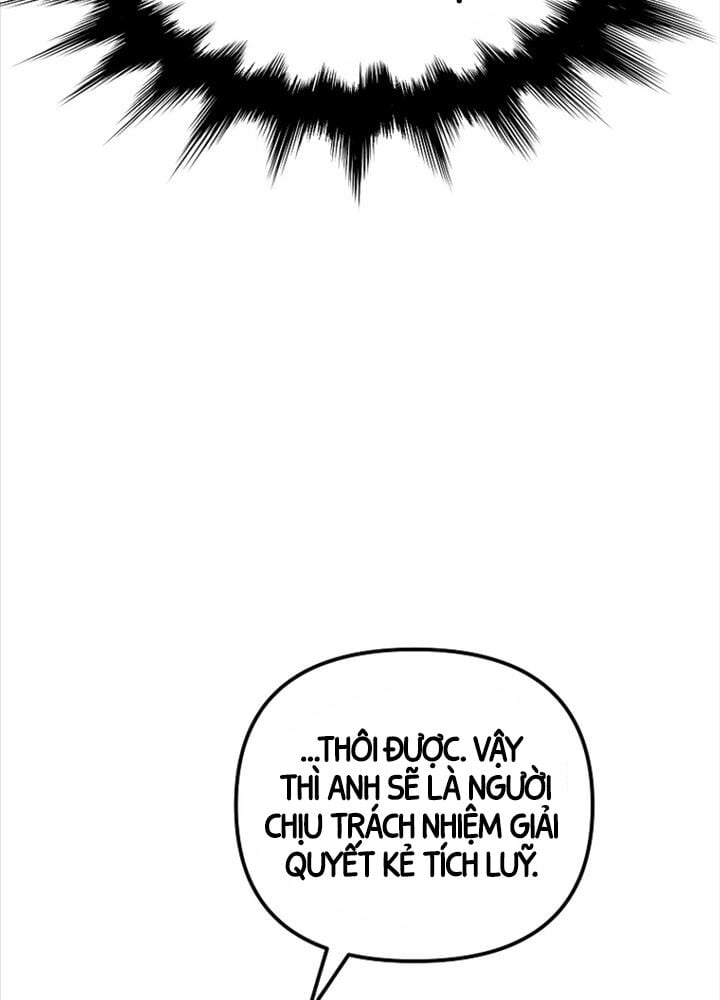 ...THÔI ĐƯỢC. VẬY
THÌ ANH SẼ LÀ NGƯỜI
CHỊU TRÁCH NHIỆM GIẢI
QUYẾT KẺ TÍCH LUỸ.